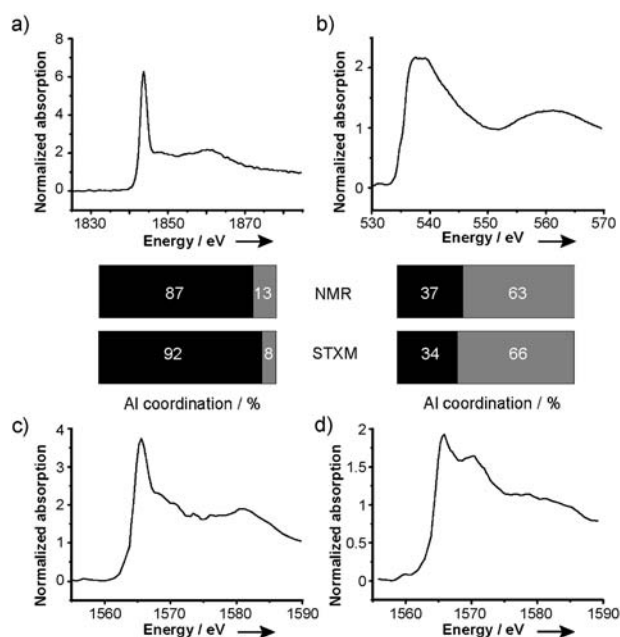 a)
b)
Normalized absorption
8
6
4
2
0
1830 1850 1870
Energy / eV
Normalized absorption
2
1
0
530 540 550 560 570
Energy / eV
87 13 NMR 37 63
92 8 STXM 34 66
Al coordination / %
Al coordination / %
c)
d)
Normalized absorption
4
3
2
1
0
1560 1570 1580 1590
Energy / eV
Normalized absorption
2
1.5
1
0.5
0
1560 1570 1580 1590
Energy / eV